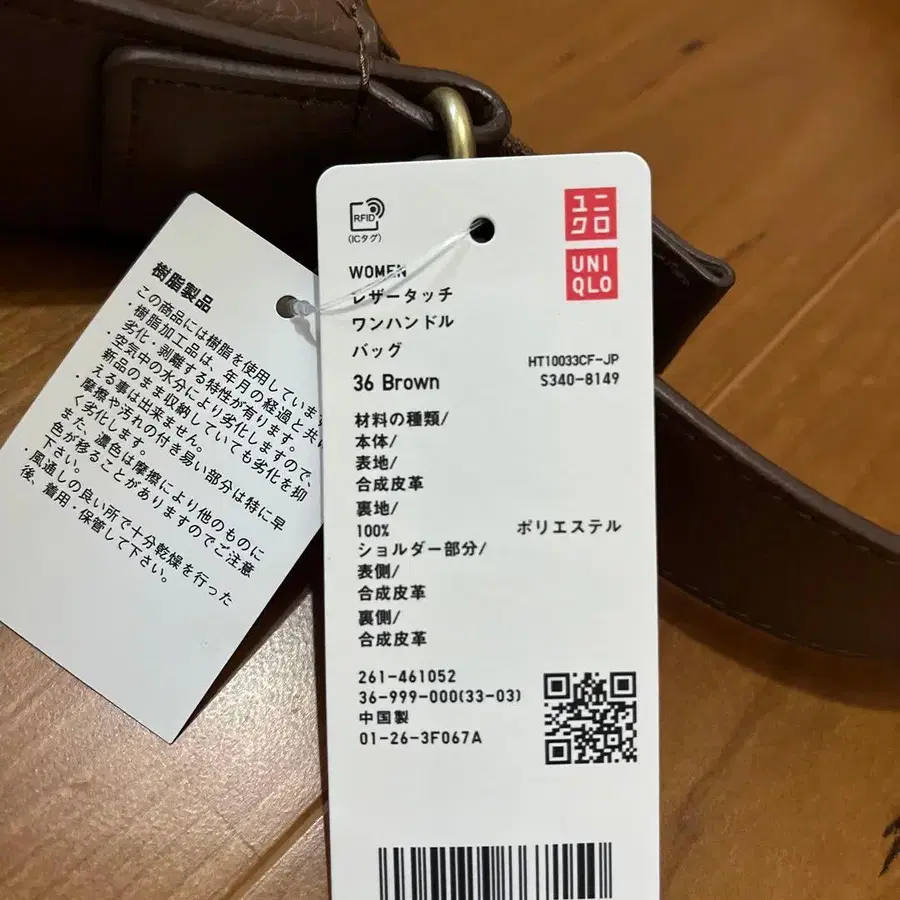 樹脂製品
この商品には樹脂を使用していま
・樹脂加工品は、年月の経過と共に
劣化・剥離する特性が有ります。
・空気中の水分により劣化しますので、
新品のまま収納していても劣化を抑
える事は出来ません。
・摩擦や汚れの付き易い部分は特に早
く劣化します。
また、濃色は摩擦により他のものに
色が移ることがありますのでご注意
下さい。
・風通しの良い所で十分乾燥を行った
後、着用・保管して下さい。
RFID
(ICタグ)
ユニ
クロ
UNI
QLO
WOMEN
レザータッチ
ワンハンドル
バッグ
HT10033CF-JP
36 Brown
S340-8149
材料の種類/
本体/
表地/
合成皮革
裏地/
100% ポリエステル
ショルダー部分/
表側/
合成皮革
裏側/
合成皮革
261-461052
36-999-000(33-03)
中国製
01-26-3F067A